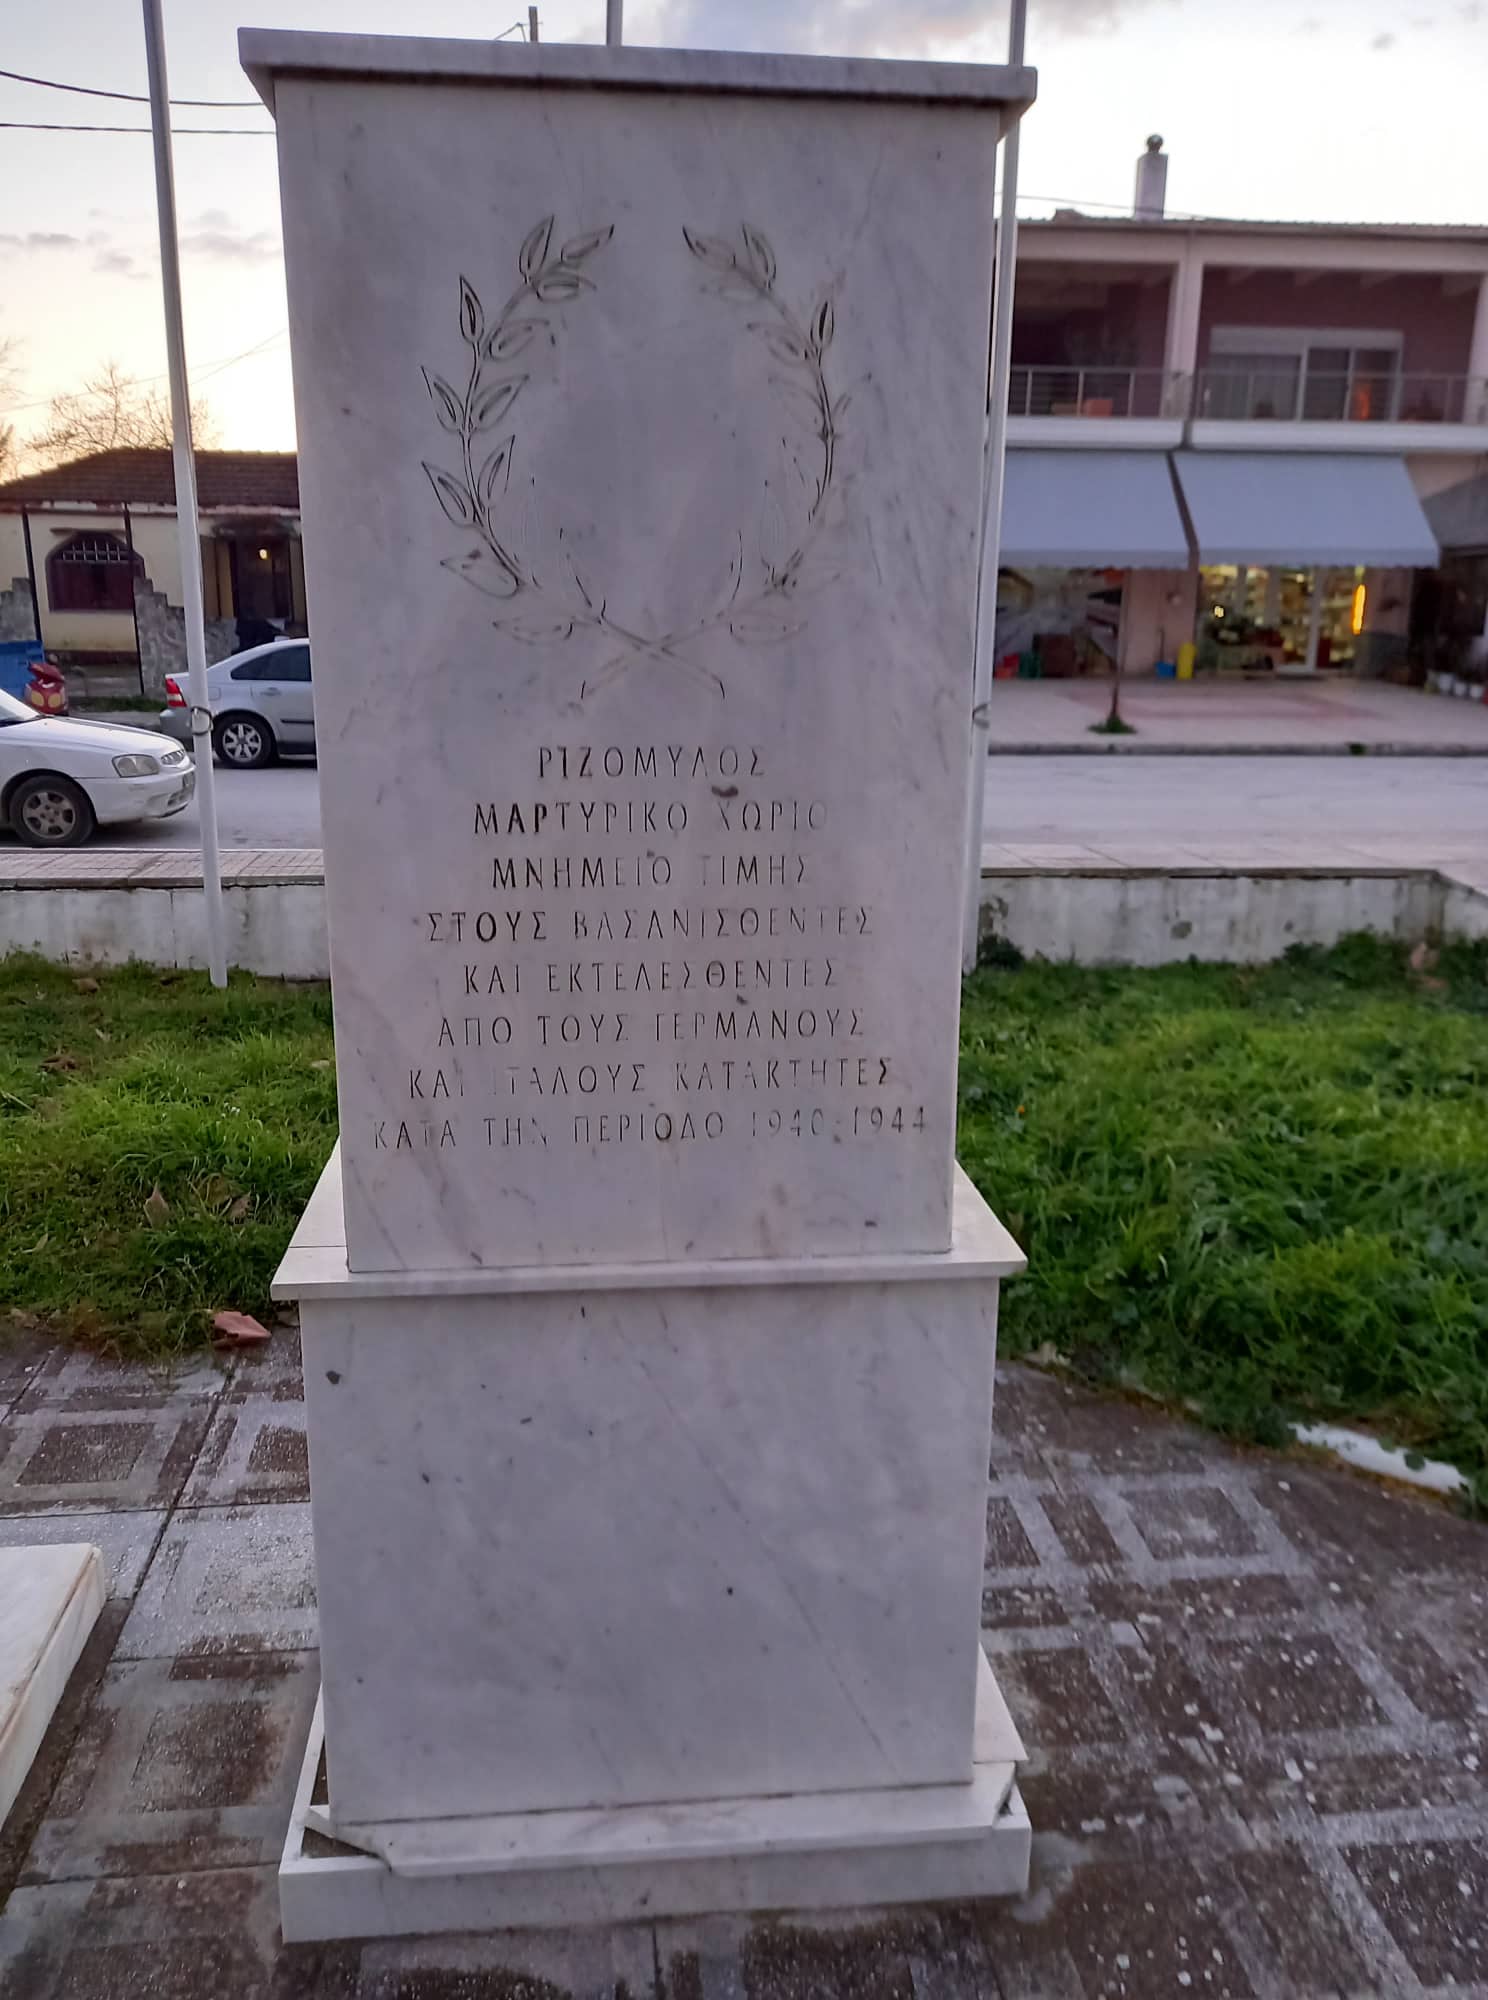 ΡΙΖΟΜΥΛΟΣ
ΜΑΡΤΥΡΙΚΟ ΧΩΡΙΟ
ΜΝΗΜΕΙΟ ΤΙΜΗΣ
ΣΤΟΥΣ ΒΑΣΑΝΙΣΘΕΝΤΕΣ
ΚΑΙ ΕΚΤΕΛΕΣΘΕΝΤΕΣ
ΑΠΟ ΤΟΥΣ ΓΕΡΜΑΝΟΥΣ
ΚΑΙ ΙΤΑΛΟΥΣ ΚΑΤΑΚΤΗΤΕΣ
ΚΑΤΑ ΤΗΝ ΠΕΡΙΟΔΟ 1940-1944